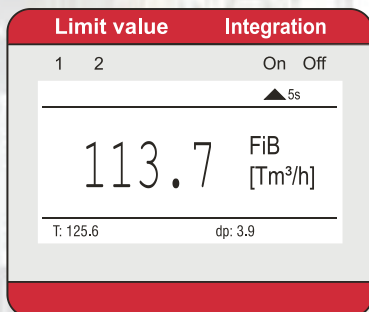 Limit value Integration
1 2 On Off
5s
113.7 FiB
[Tm³/h]
T: 125.6 dp: 3.9